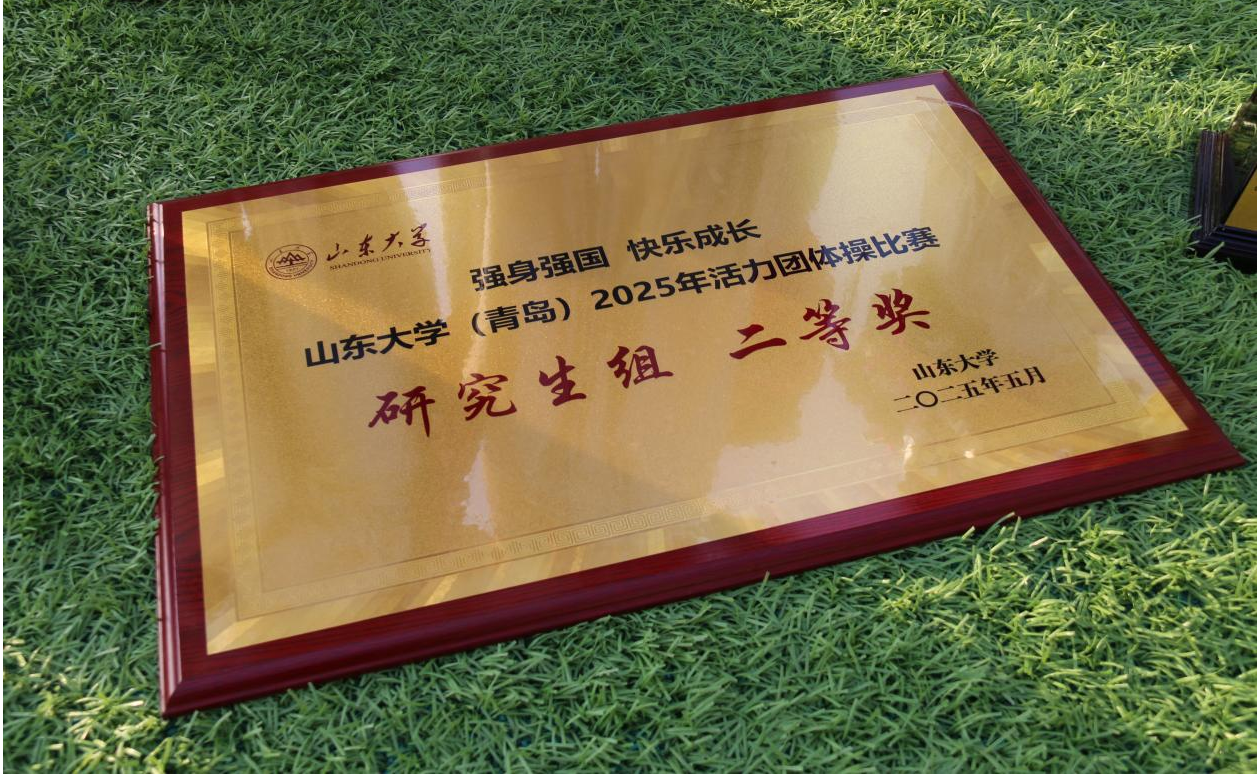 山东大学
SHANDONG UNIVERSITY
强身强国 快乐成长
山东大学（青岛）2025年活力团体操比赛
研究生组 二等奖
山东大学
二〇二五年五月